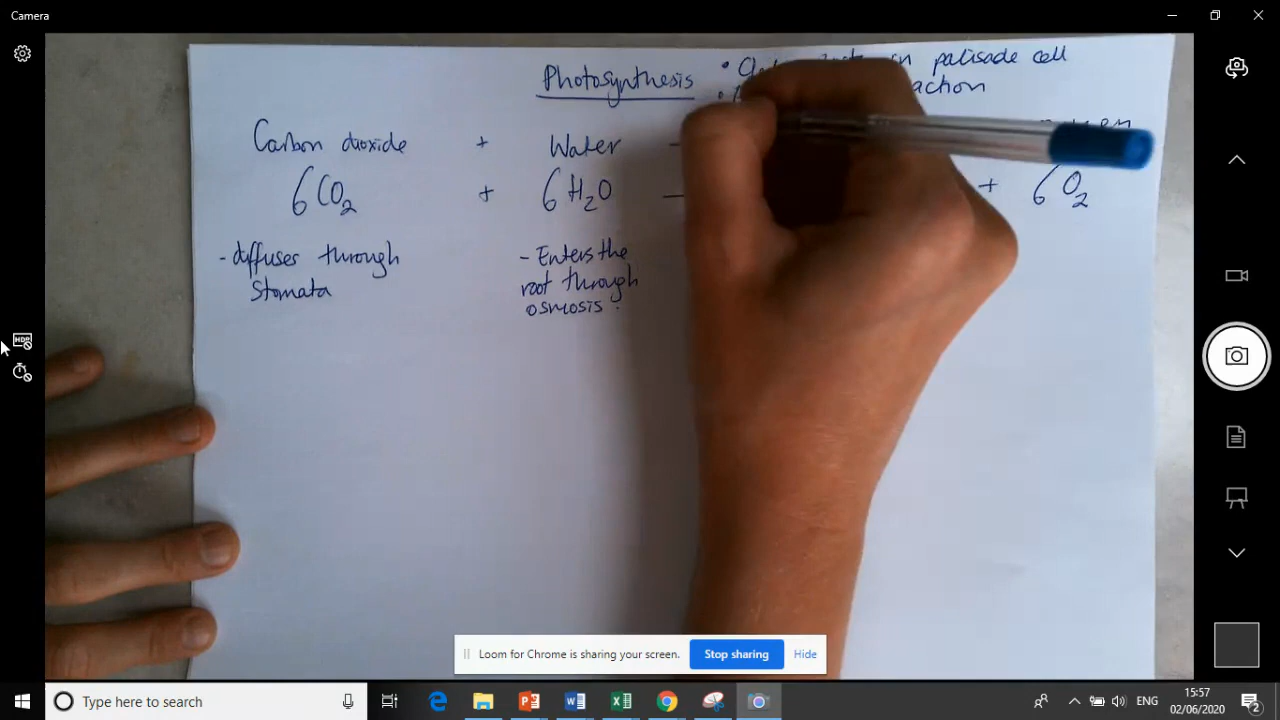 Camera
Photosynthesis
in palisade cell
Carbon dioxide + Water
6CO2 + 6H2O
+ 6O2
- diffuses through
stomata
- Enters the
root through
osmosis.
Loom for Chrome is sharing your screen. Stop sharing Hide
Type here to search
ENG
15:57
02/06/2020
2